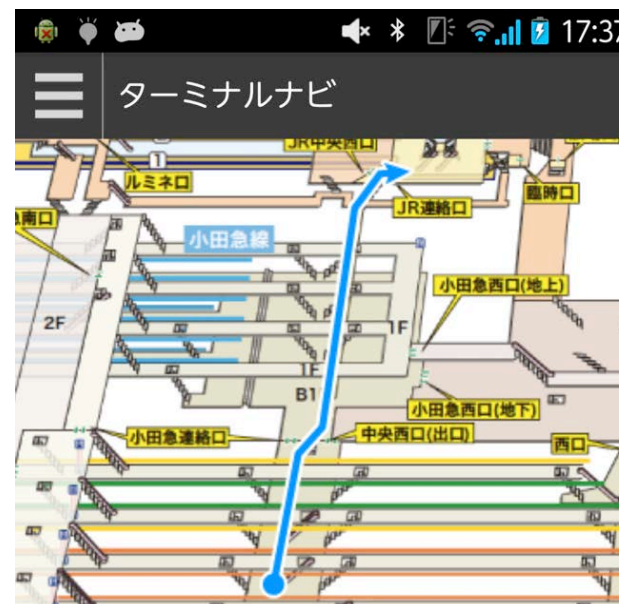 17:37
ターミナルナビ
JR中央西口
1
ルミネ口
臨時口
JR連絡口
急南口
小田急線
小田急西口(地上)
2F
1F
1F
B1
小田急西口(地下)
小田急連絡口
中央西口(出口)
西口